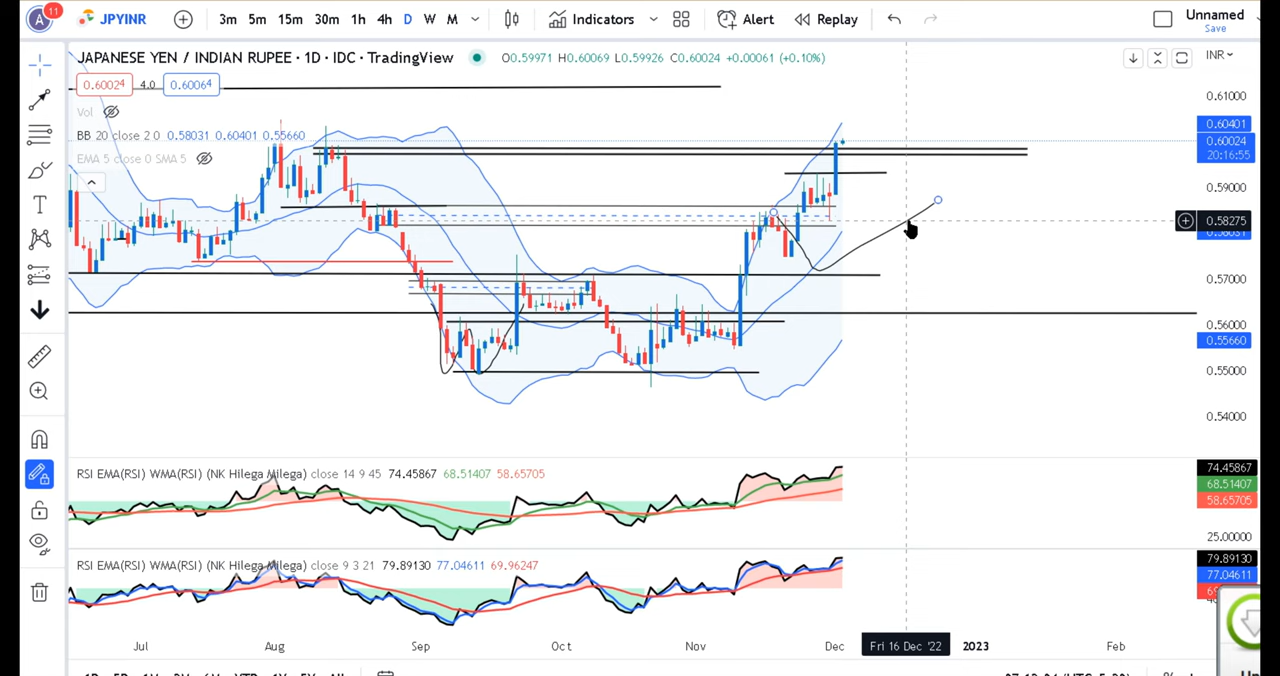 A 11 JPYINR 3m 5m 15m 30m 1h 4h D W M Indicators Alert Replay Unnamed
Save
JAPANESE YEN / INDIAN RUPEE · 1D · IDC · TradingView O0.59971 H0.60069 L0.59926 C0.60024 +0.00061 (+0.10%) INR
0.60024 4.0 0.60064
Vol
BB 20 close 2 0 0.58031 0.60401 0.55660
EMA 5 close 0 SMA 5
0.61000
0.60401
0.60024
20:16:55
0.59000
0.58275
0.58031
0.57000
0.56000
0.55660
0.55000
0.54000
RSI EMA(RSI) WMA(RSI) (NK Hilega Milega) close 14 9 45 74.45867 68.51407 58.65705
74.45867
68.51407
58.65705
25.00000
RSI EMA(RSI) WMA(RSI) (NK Hilega Milega) close 9 3 21 79.89130 77.04611 69.96247
79.89130
77.04611
Jul Aug Sep Oct Nov Dec Fri 16 Dec '22 2023 Feb